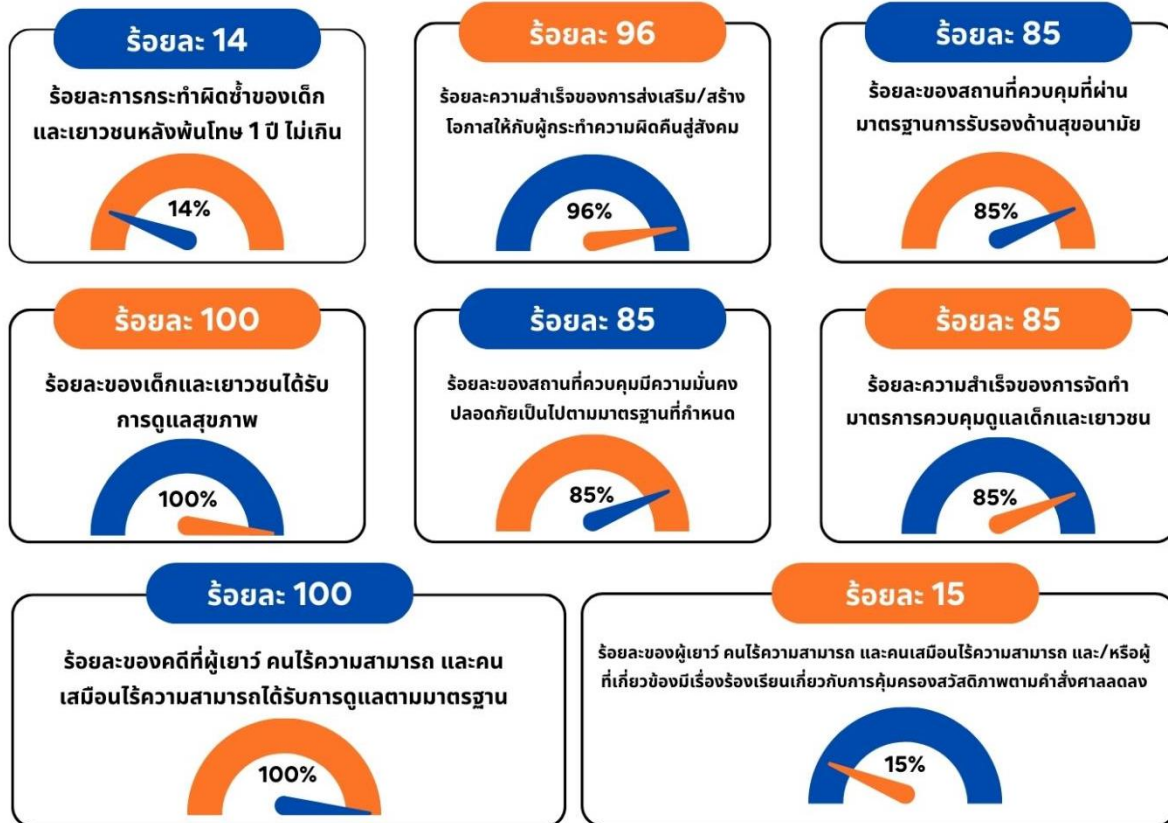 ร้อยละ 14
ร้อยละการกระทำผิดซ้ำของเด็ก
และเยาวชนหลังพ้นโทษ 1 ปี ไม่เกิน
14%
ร้อยละ 96
ร้อยละความสำเร็จของการส่งเสริม/สร้าง
โอกาสให้กับผู้กระทำความผิดคืนสู่สังคม
96%
ร้อยละ 85
ร้อยละของสถานที่ควบคุมที่ผ่าน
มาตรฐานการรับรองด้านสุขอนามัย
85%
ร้อยละ 100
ร้อยละของเด็กและเยาวชนได้รับ
การดูแลสุขภาพ
100%
ร้อยละ 85
ร้อยละของสถานที่ควบคุมมีความมั่นคง
ปลอดภัยเป็นไปตามมาตรฐานที่กำหนด
85%
ร้อยละ 85
ร้อยละความสำเร็จของการจัดทำ
มาตรการควบคุมดูแลเด็กและเยาวชน
85%
ร้อยละ 100
ร้อยละของคดีที่ผู้เยาว์ คนไร้ความสามารถ และคน
เสมือนไร้ความสามารถได้รับการดูแลตามมาตรฐาน
100%
ร้อยละ 15
ร้อยละของผู้เยาว์ คนไร้ความสามารถ และคนเสมือนไร้ความสามารถ และ/หรือผู้
ที่เกี่ยวข้องมีเรื่องร้องเรียนเกี่ยวกับการคุ้มครองสวัสดิภาพตามคำสั่งศาลลดลง
15%